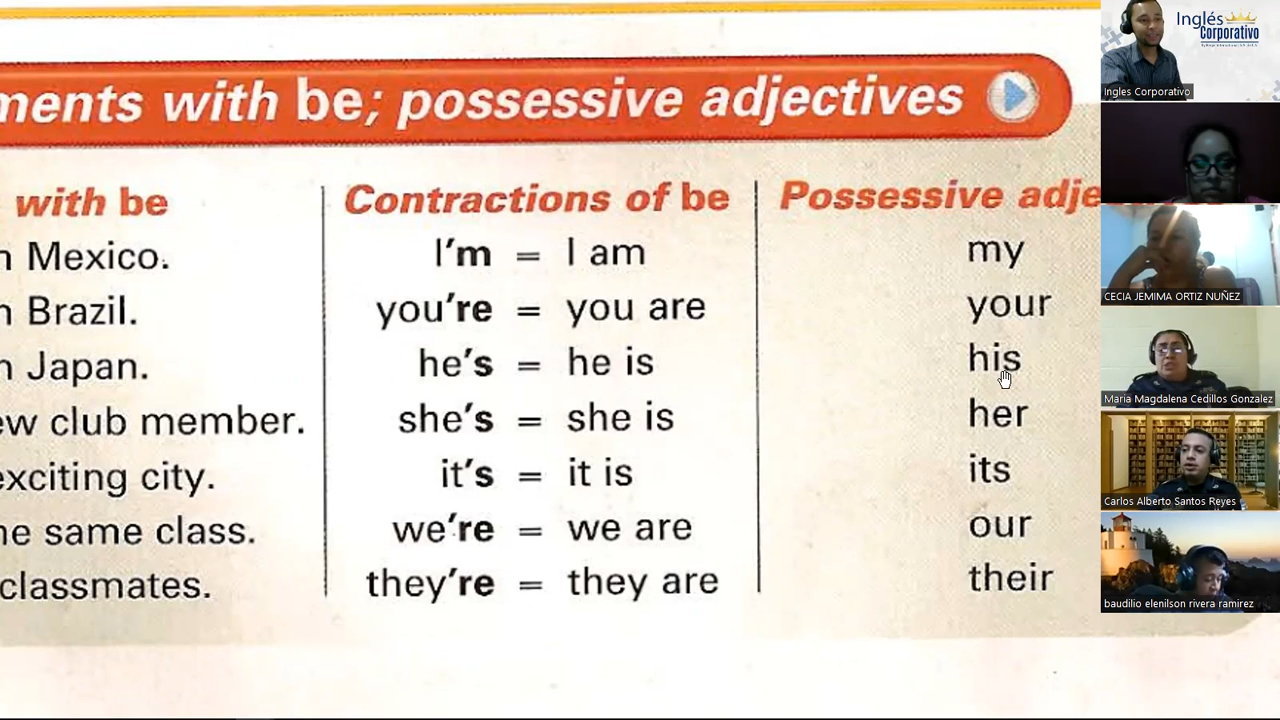 ments with be; possessive adjectives
with be
Contractions of be
Possessive adje
n Mexico.
I'm = I am
my
n Brazil.
you're = you are
your
n Japan.
he's = he is
his
ew club member.
she's = she is
her
exciting city.
it's = it is
its
he same class.
we're = we are
our
classmates.
they're = they are
their
Inglés
Corporativo
Ingles Corporativo
CECIA JEMIMA ORTIZ NUÑEZ
Maria Magdalena Cedillos Gonzalez
Carlos Alberto Santos Reyes
baudilio elenilson rivera ramirez